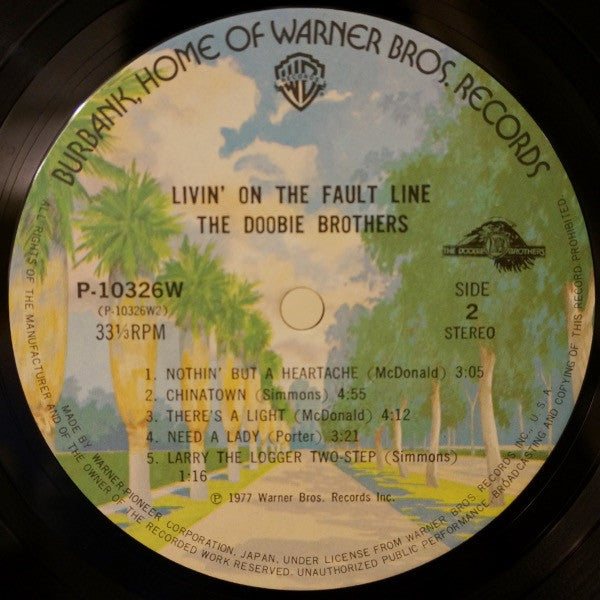 BURBANK, HOME OF WARNER BROS. RECORDS
WB
RECORDS
LIVIN' ON THE FAULT LINE
THE DOOBIE BROTHERS
THE DOOBIE BROTHERS
P-10326W
(P-10326W2)
33⅓RPM
SIDE
2
STEREO
1. NOTHIN' BUT A HEARTACHE (McDonald) 3:05
2. CHINATOWN (Simmons) 4:55
3. THERE'S A LIGHT (McDonald) 4:12
4. NEED A LADY (Porter) 3:21
5. LARRY THE LOGGER TWO-STEP (Simmons)
1:16
Ⓟ 1977 Warner Bros. Records Inc.
MADE BY WARNER-PIONEER CORPORATION, JAPAN, UNDER LICENSE FROM WARNER BROS. RECORDS INC., U.S.A.
ALL RIGHTS OF THE MANUFACTURER AND OF THE OWNER OF THE RECORDED WORK RESERVED. UNAUTHORIZED PUBLIC PERFORMANCE, BROADCASTING AND COPYING OF THIS RECORD PROHIBITED.